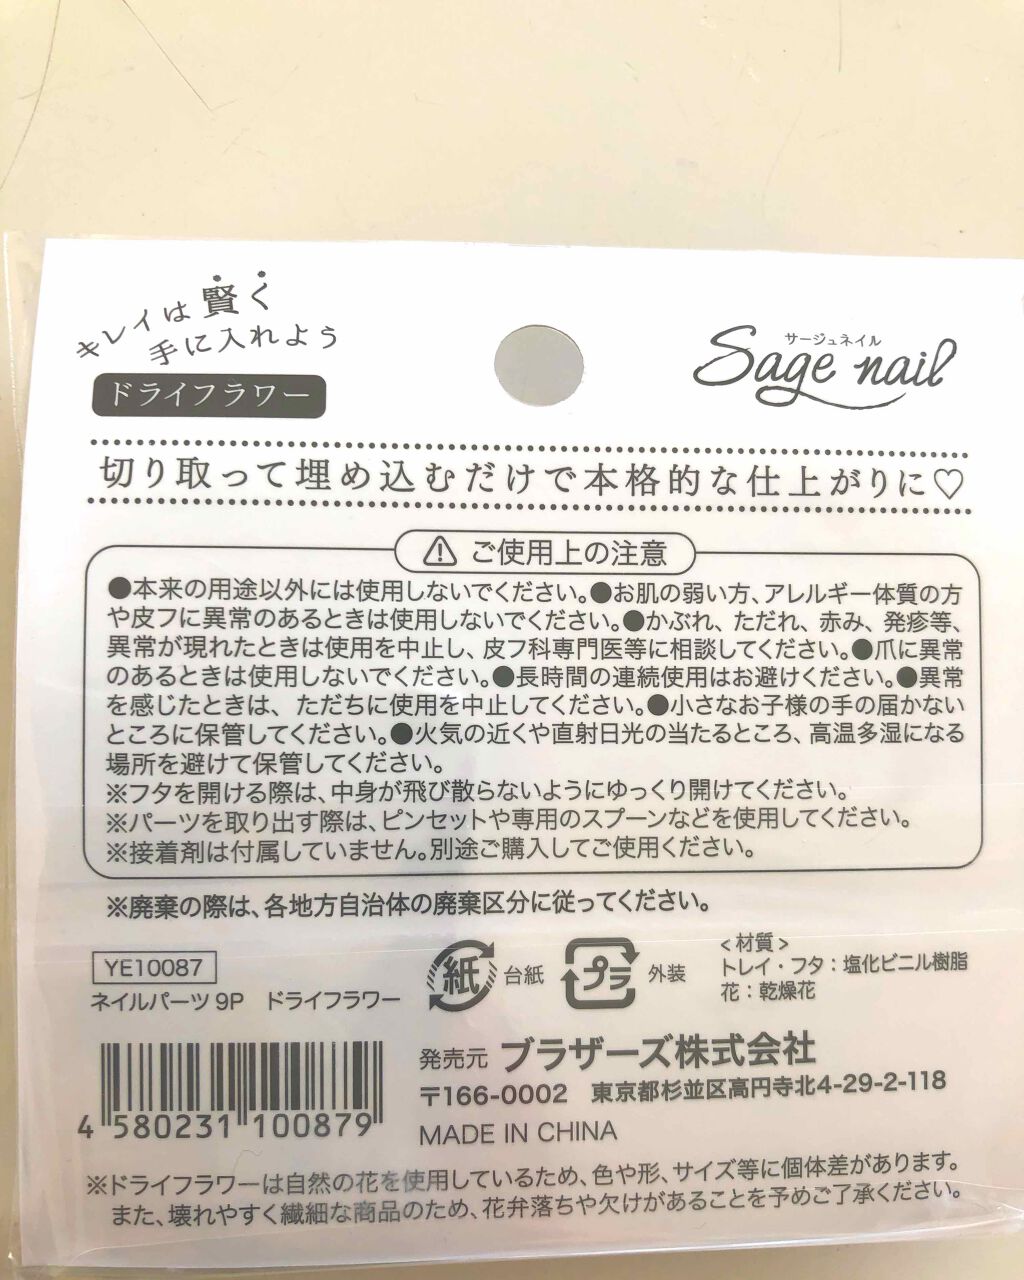 キレイは賢く
手に入れよう
ドライフラワー
サージュネイル
Sage nail
切り取って埋め込むだけで本格的な仕上がりに♡
⚠ ご使用上の注意
●本来の用途以外には使用しないでください。●お肌の弱い方、アレルギー体質の方
や皮フに異常のあるときは使用しないでください。●かぶれ、ただれ、赤み、発疹等、
異常が現れたときは使用を中止し、皮フ科専門医等に相談してください。●爪に異常
のあるときは使用しないでください。●長時間の連続使用はお避けください。●異常
を感じたときは、ただちに使用を中止してください。●小さなお子様の手の届かない
ところに保管してください。●火気の近くや直射日光の当たるところ、高温多湿になる
場所を避けて保管してください。
※フタを開ける際は、中身が飛び散らないようにゆっくり開けてください。
※パーツを取り出す際は、ピンセットや専用のスプーンなどを使用してください。
※接着剤は付属していません。別途ご購入してご使用ください。
※廃棄の際は、各地方自治体の廃棄区分に従ってください。
YE10087
ネイルパーツ9P ドライフラワー
紙 台紙
プラ 外装
<材質>
トレイ・フタ：塩化ビニル樹脂
花：乾燥花
4 580231 100879
発売元 ブラザーズ株式会社
〒166-0002 東京都杉並区高円寺北4-29-2-118
MADE IN CHINA
※ドライフラワーは自然の花を使用しているため、色や形、サイズ等に個体差があります。
また、壊れやすく繊細な商品のため、花弁落ちや欠けがあることを予めご了承ください。